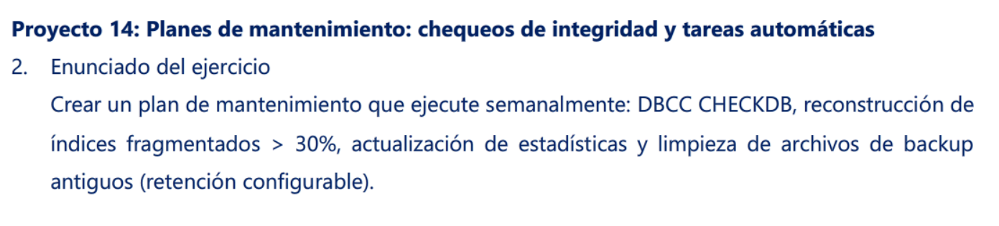 Proyecto 14: Planes de mantenimiento: chequeos de integridad y tareas automáticas
2. Enunciado del ejercicio
Crear un plan de mantenimiento que ejecute semanalmente: DBCC CHECKDB, reconstrucción de
índices fragmentados > 30%, actualización de estadísticas y limpieza de archivos de backup
antiguos (retención configurable).